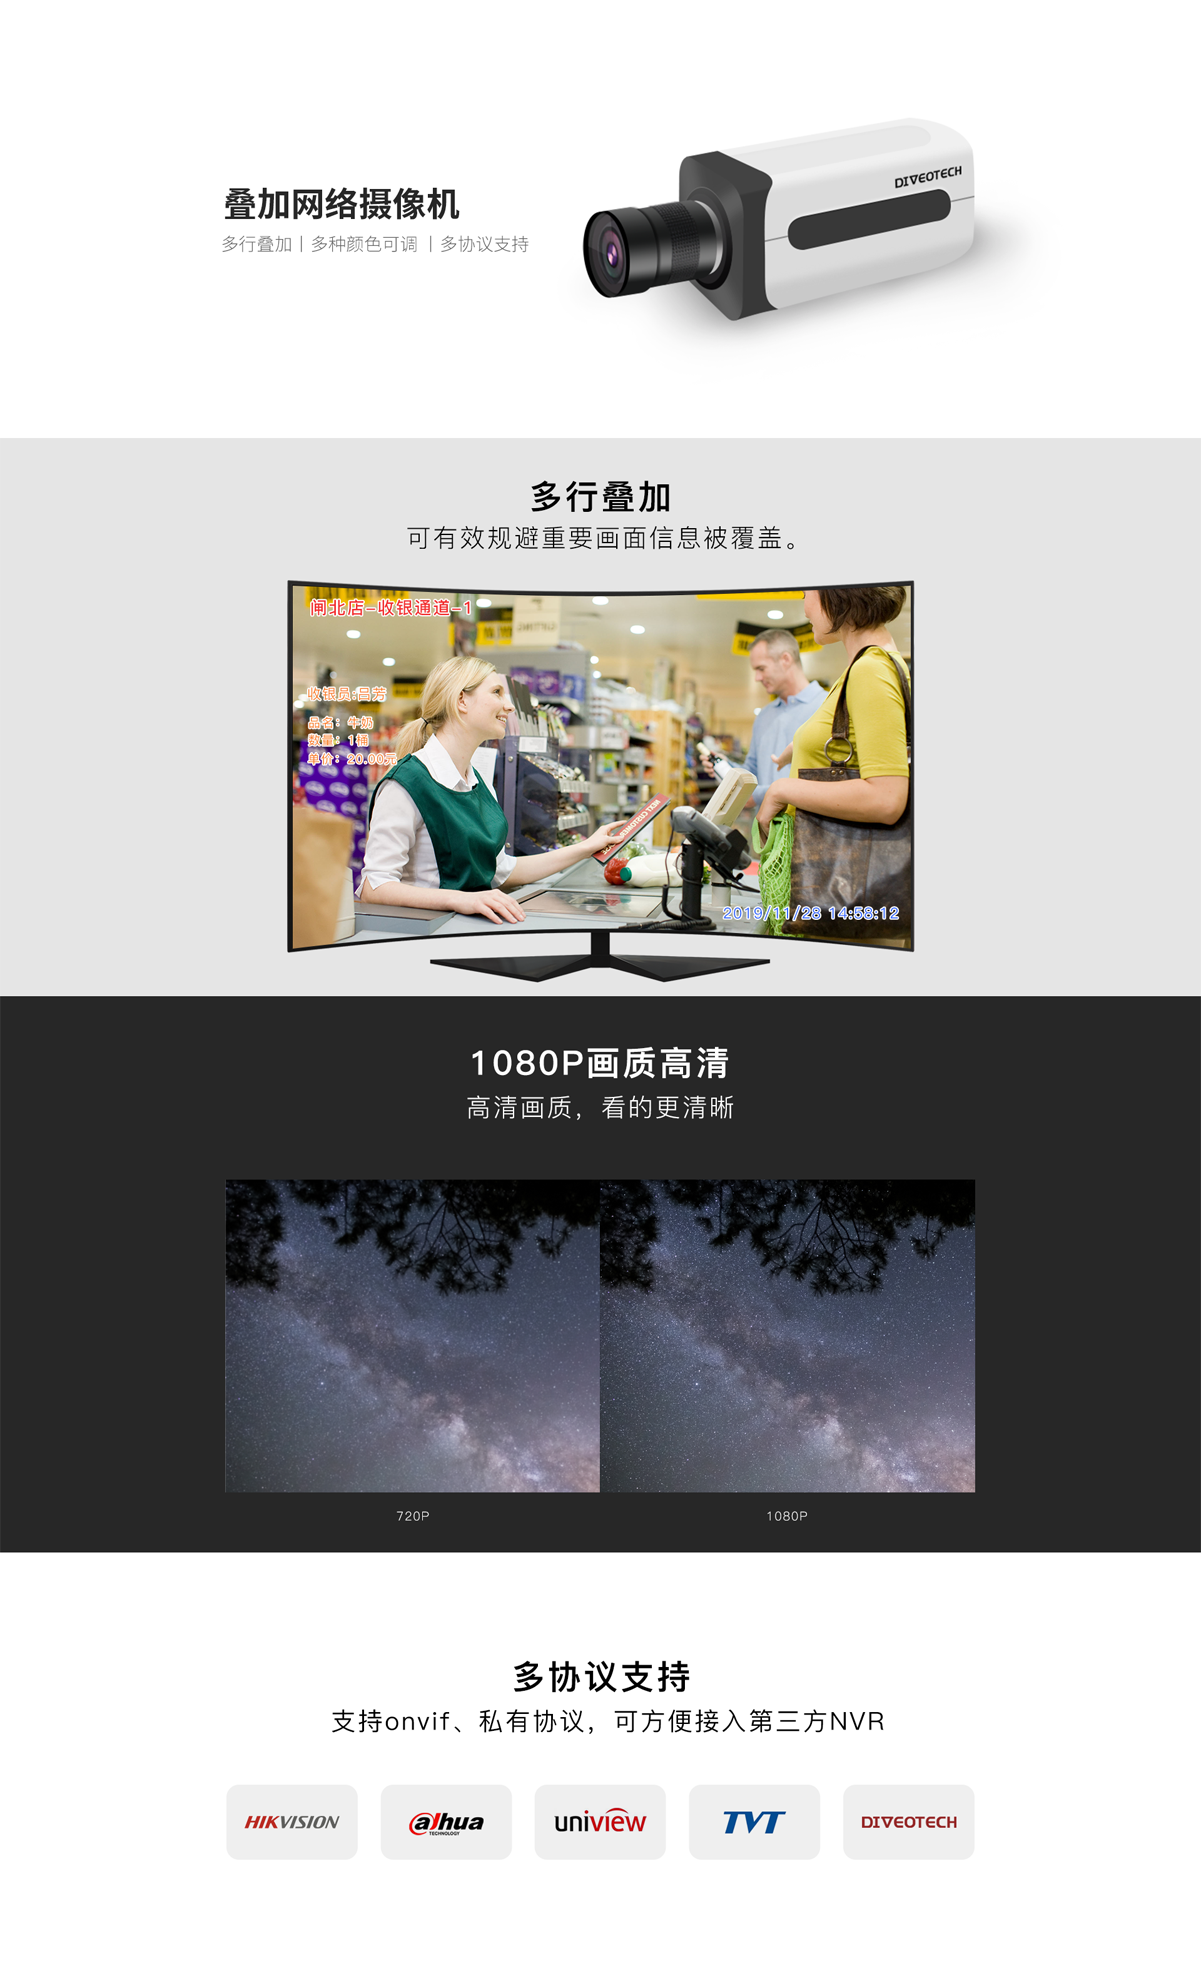 叠加网络摄像机
多行叠加丨多种颜色可调 丨多协议支持
DIVEOTECH
多行叠加
可有效规避重要画面信息被覆盖。
闸北店-收银通道-1
收银员:吕芳
品名：牛奶
数量：1桶
单价：20.00元
NEXT CUSTOMER
2019/11/28 14:58:12
1080P画质高清
高清画质，看的更清晰
720P
1080P
多协议支持
支持onvif、私有协议，可方便接入第三方NVR
HIKVISION
alhua
TECHNOLOGY
uniview
TVT
DIVEOTECH